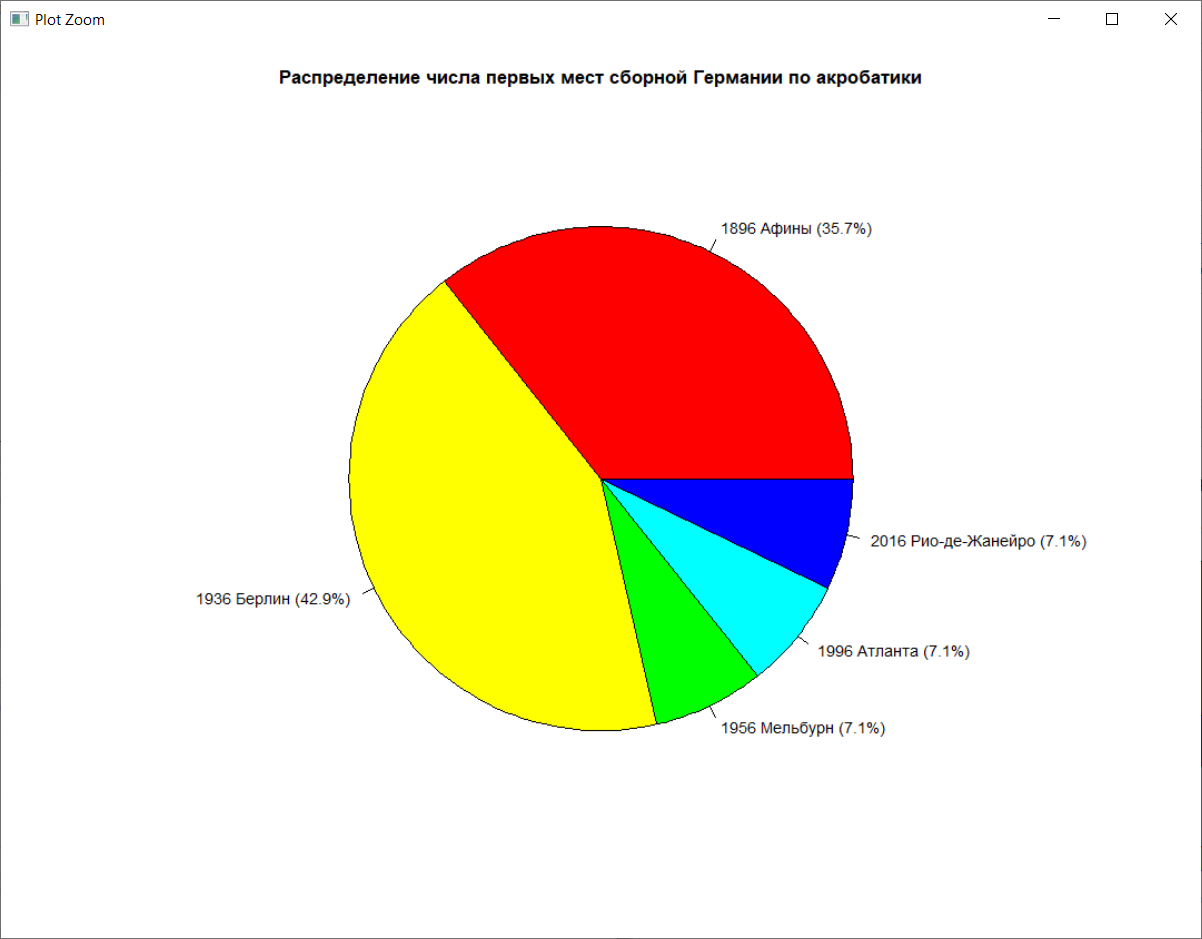 Plot Zoom
Распределение числа первых мест сборной Германии по акробатики
1896 Афины (35.7%)
2016 Рио-де-Жанейро (7.1%)
1936 Берлин (42.9%)
1996 Атланта (7.1%)
1956 Мельбурн (7.1%)